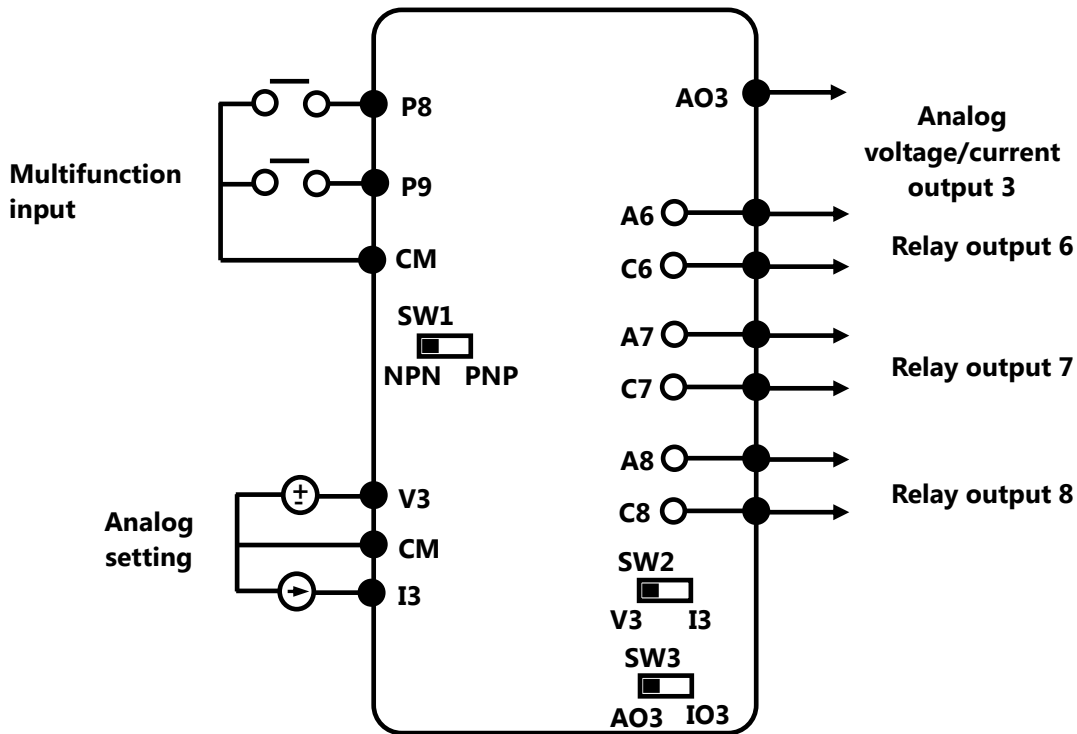 Multifunction
input
P8
P9
CM
SW1
NPN PNP
Analog
setting
V3
CM
I3
AO3
Analog
voltage/current
output 3
A6
C6
Relay output 6
A7
C7
Relay output 7
A8
C8
Relay output 8
SW2
V3 I3
SW3
AO3 IO3